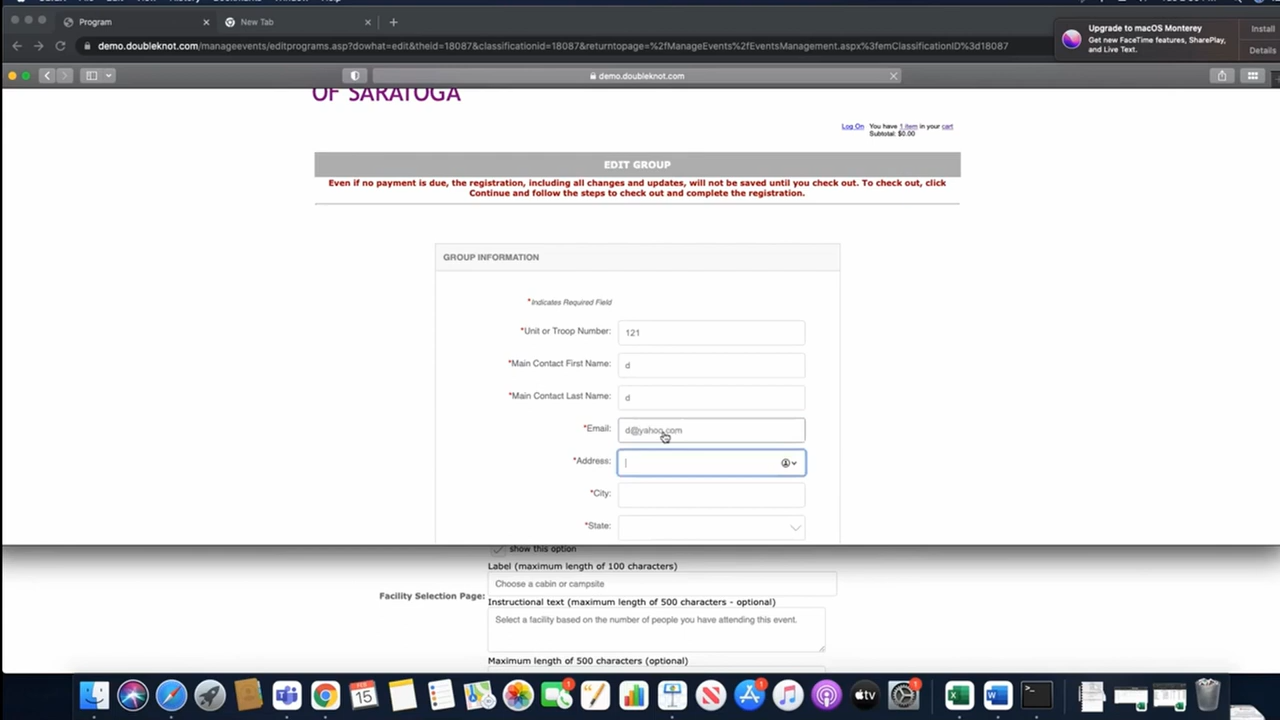 Program
New Tab
demo.doubleknot.com/manageevents/editprograms.asp?dowhat=edit&theid=18087&classificationid=18087&returntopage=%2fManageEvents%2fEventsManagement.aspx%3femClassificationID%3d18087
Upgrade to macOS Monterey
Get new FaceTime features, SharePlay,
and Live Text.
Install
Details
demo.doubleknot.com
OF SARATOGA
Log On You have 1 item in your cart
Subtotal: $0.00
EDIT GROUP
Even if no payment is due, the registration, including all changes and updates, will not be saved until you check out. To check out, click
Continue and follow the steps to check out and complete the registration.
GROUP INFORMATION
*Indicates Required Field
*Unit or Troop Number: 121
*Main Contact First Name: d
*Main Contact Last Name: d
*Email: d@yahoo.com
*Address:
*City:
*State:
show this option
Label (maximum length of 100 characters)
Choose a cabin or campsite
Facility Selection Page:
Instructional text (maximum length of 500 characters - optional)
Select a facility based on the number of people you have attending this event.
Maximum length of 500 characters (optional)
FEB
15
1
1
1
tv